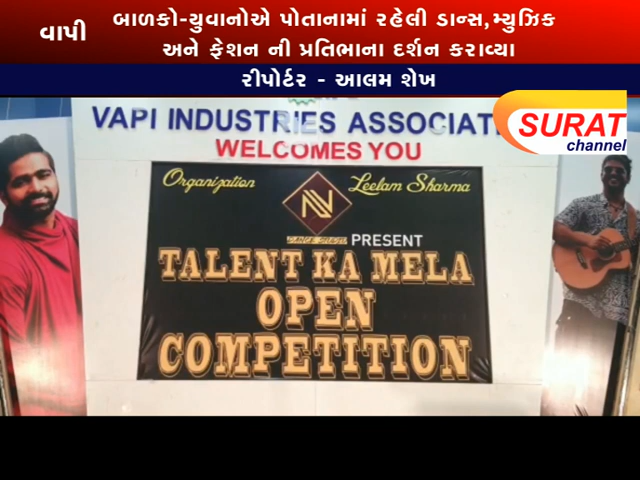 વાપી
બાળકો-યુવાનોએ પોતાનામાં રહેલી ડાન્સ,મ્યુઝિક
અને ફેશન ની પ્રતિભાના દર્શન કરાવ્યા
રીપોર્ટર - આલમ શેખ
SURAT
channel
VAPI INDUSTRIES ASSOCIAT
WELCOMES YOU
Organization
Leelam Sharma
PRESENT
TALENT KA MELA
OPEN
COMPETITION